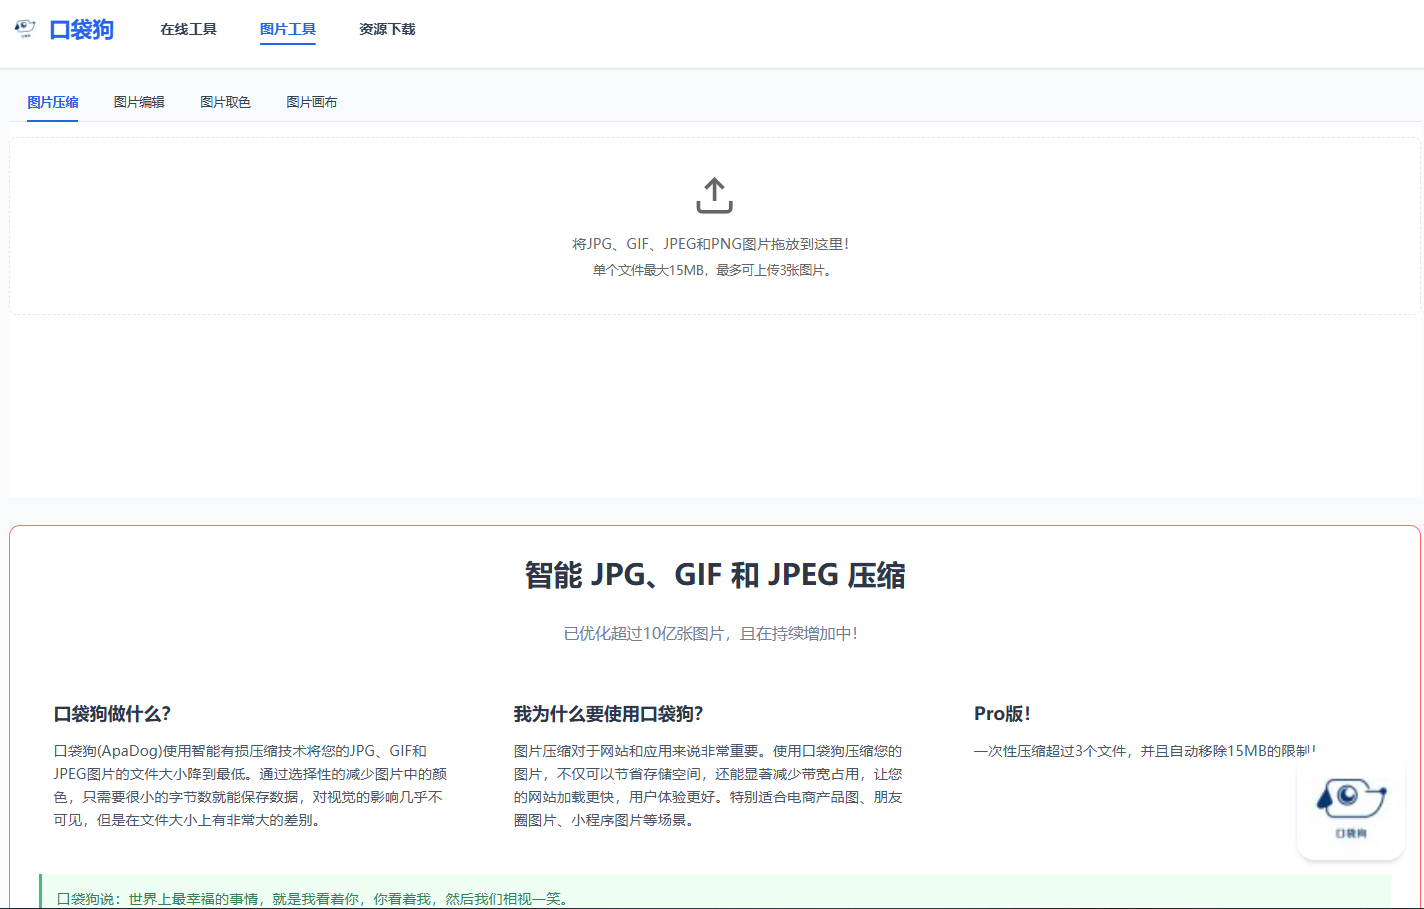 口袋狗
在线工具
图片工具
资源下载
图片压缩
图片编辑
图片取色
图片画布
将JPG、GIF、JPEG和PNG图片拖放到这里！
单个文件最大15MB，最多可上传3张图片。
智能 JPG、GIF 和 JPEG 压缩
已优化超过10亿张图片，且在持续增加中！
口袋狗做什么？
口袋狗(ApaDog)使用智能有损压缩技术将您的JPG、GIF和
JPEG图片的文件大小降到最低。通过选择性的减少图片中的颜
色，只需要很小的字节数就能保存数据，对视觉的影响几乎不
可见，但是在文件大小上有非常大的差别。
我为什么要使用口袋狗？
图片压缩对于网站和应用来说非常重要。使用口袋狗压缩您的
图片，不仅可以节省存储空间，还能显著减少带宽占用，让您
的网站加载更快，用户体验更好。特别适合电商产品图、朋友
圈图片、小程序图片等场景。
Pro版！
一次性压缩超过3个文件，并且自动移除15MB的限制！
口袋狗
口袋狗说：世界上最幸福的事情，就是我看着你，你看着我，然后我们相视一笑。